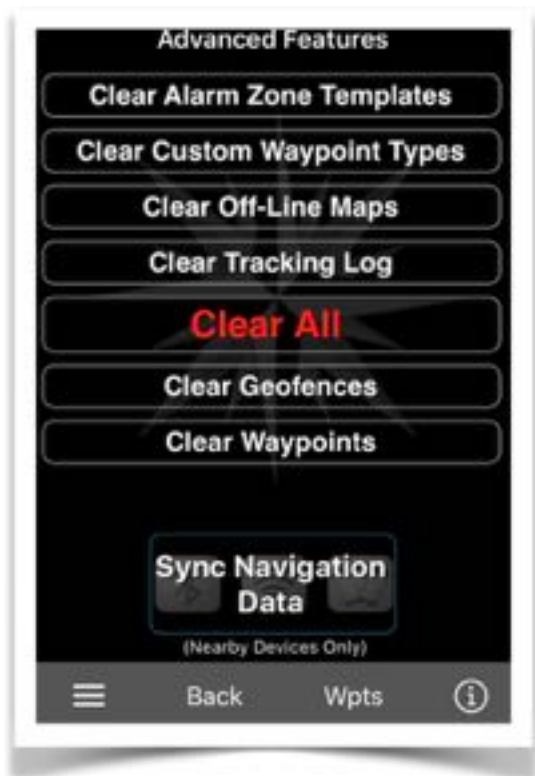 Advanced Features
Clear Alarm Zone Templates
Clear Custom Waypoint Types
Clear Off-Line Maps
Clear Tracking Log
Clear All
Clear Geofences
Clear Waypoints
Sync Navigation
Data
(Nearby Devices Only)
Back Wpts